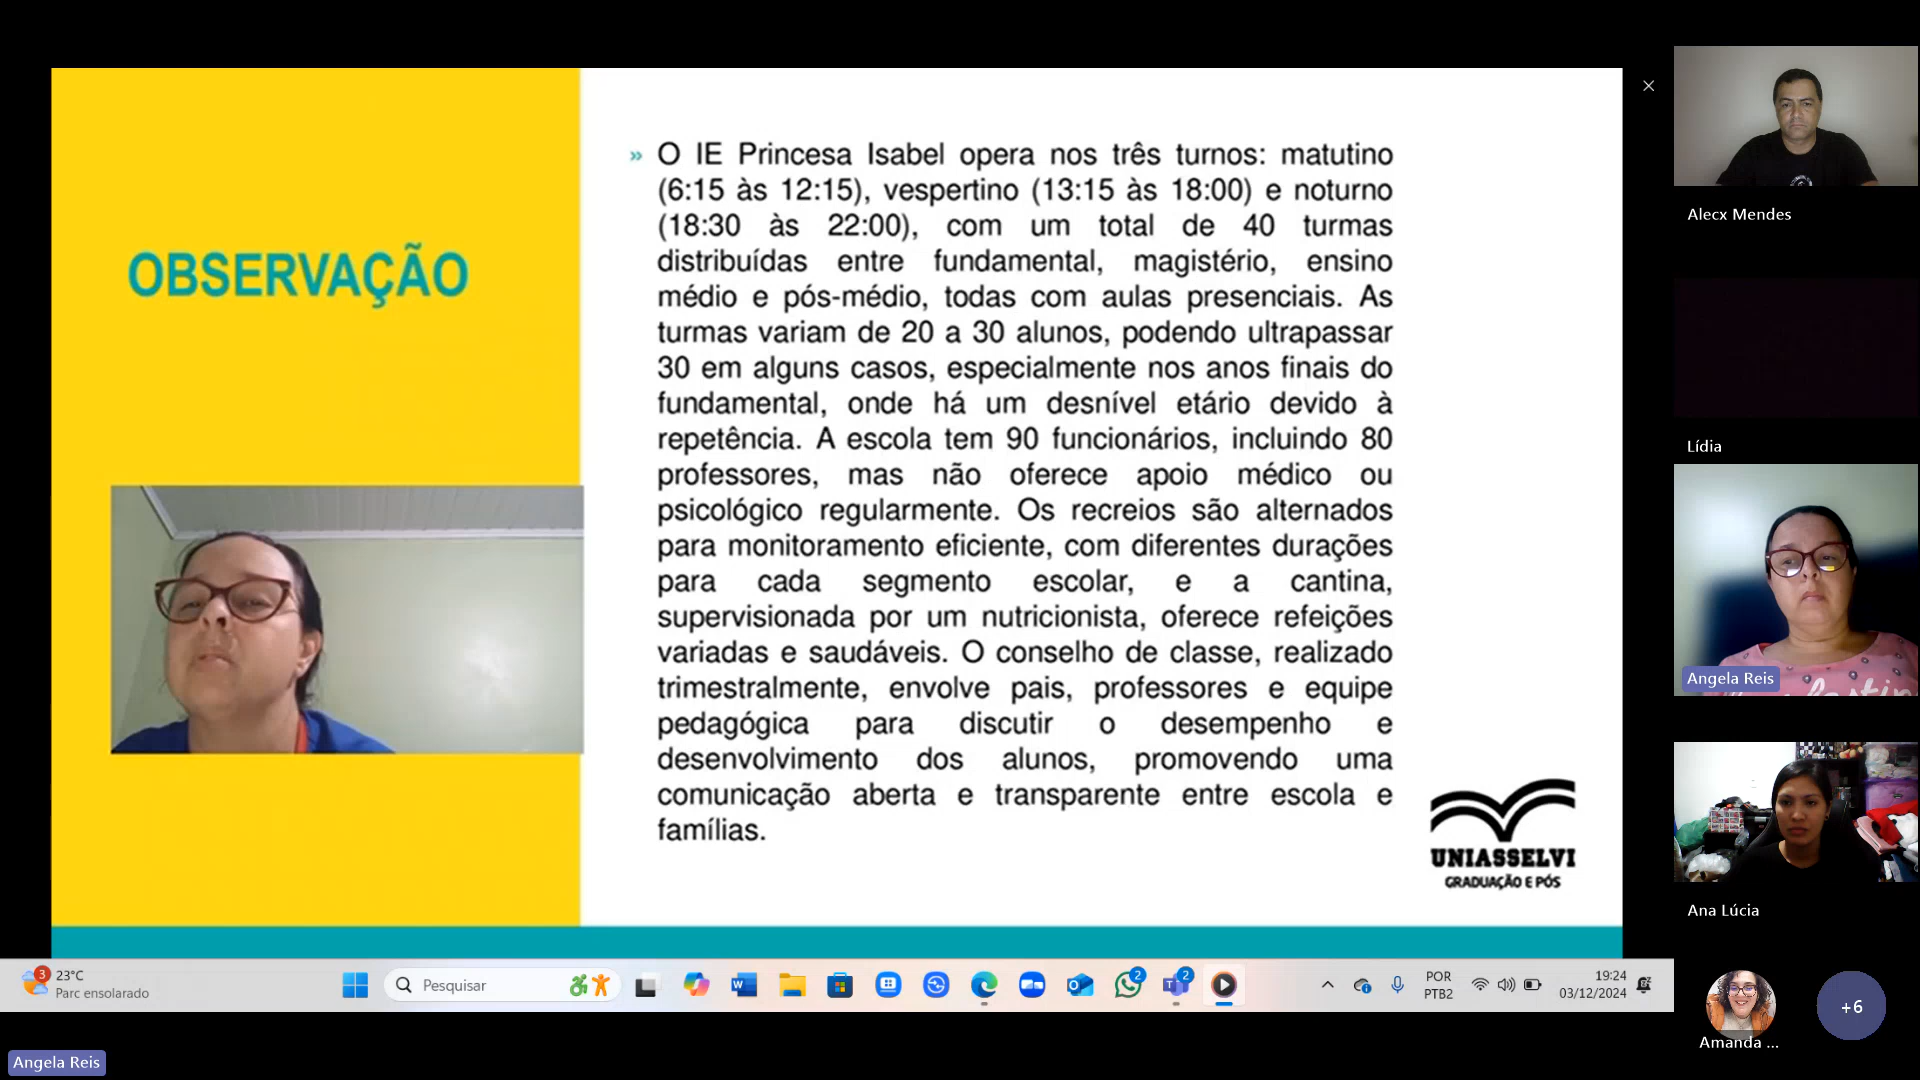 OBSERVAÇÃO
» O IE Princesa Isabel opera nos três turnos: matutino
(6:15 às 12:15), vespertino (13:15 às 18:00) e noturno
(18:30 às 22:00), com um total de 40 turmas
distribuídas entre fundamental, magistério, ensino
médio e pós-médio, todas com aulas presenciais. As
turmas variam de 20 a 30 alunos, podendo ultrapassar
30 em alguns casos, especialmente nos anos finais do
fundamental, onde há um desnível etário devido à
repetência. A escola tem 90 funcionários, incluindo 80
professores, mas não oferece apoio médico ou
psicológico regularmente. Os recreios são alternados
para monitoramento eficiente, com diferentes durações
para cada segmento escolar, e a cantina,
supervisionada por um nutricionista, oferece refeições
variadas e saudáveis. O conselho de classe, realizado
trimestralmente, envolve pais, professores e equipe
pedagógica para discutir o desempenho e
desenvolvimento dos alunos, promovendo uma
comunicação aberta e transparente entre escola e
famílias.
UNIASSELVI
GRADUAÇÃO E PÓS
Alecx Mendes
Lídia
Angela Reis
Ana Lúcia
Amanda ...
+6
3
23°C
Parc ensolarado
Pesquisar
2
2
POR
PTB2
19:24
03/12/2024
Angela Reis